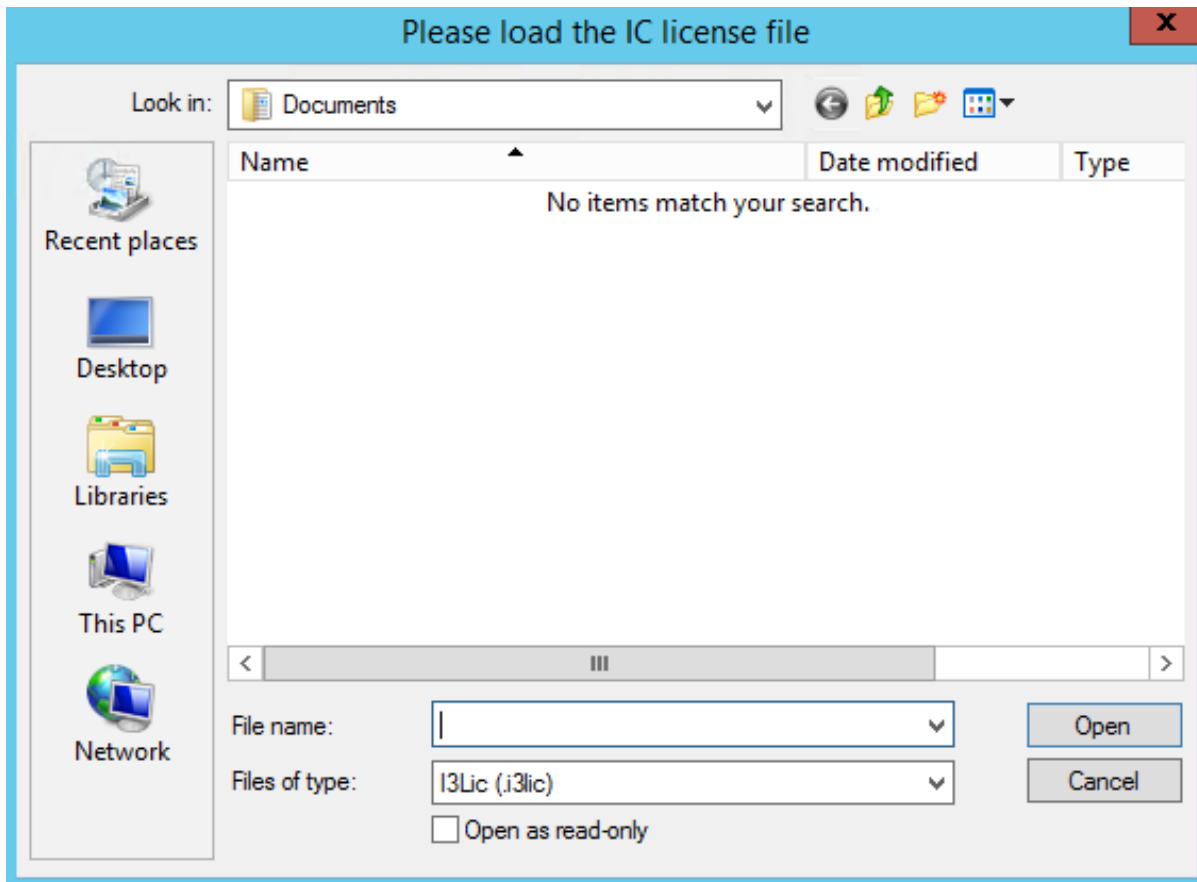 Please load the IC license file
x
Look in: Documents
Name Date modified Type
No items match your search.
Recent places
Desktop
Libraries
This PC
Network
File name: Open
Files of type: I3Lic (.i3lic) Cancel
Open as read-only